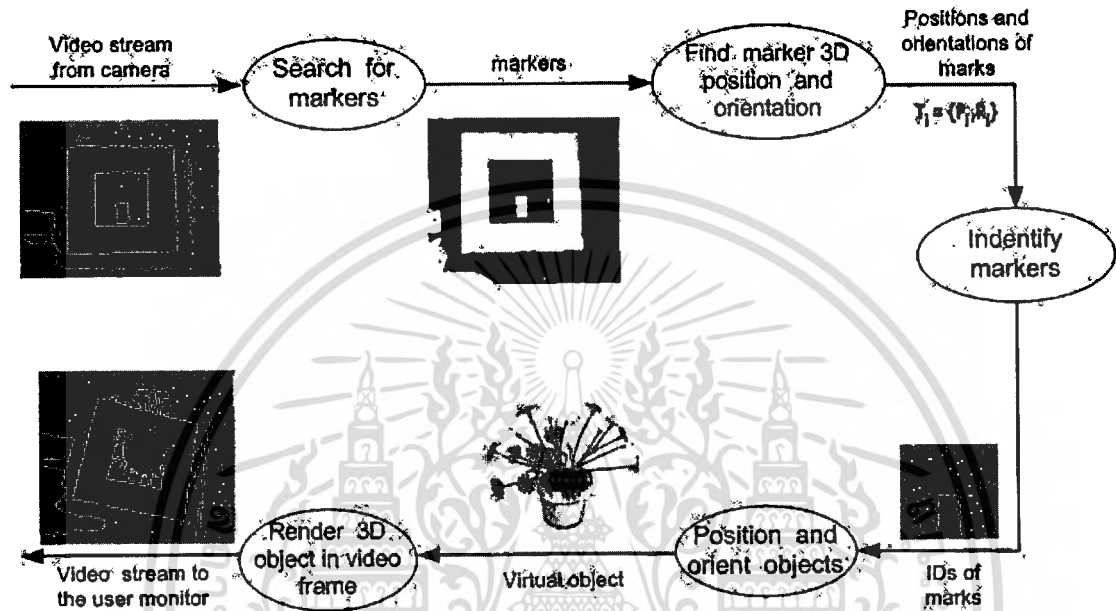 Video stream
from camera
Search for
markers
markers
Find marker 3D
position and
orientation
Positions and
orientations of
marks
Indentify
markers
IDs of
marks
Position and
orient objects
Virtual object
Render 3D
object in video
frame
Video stream to
the user monitor